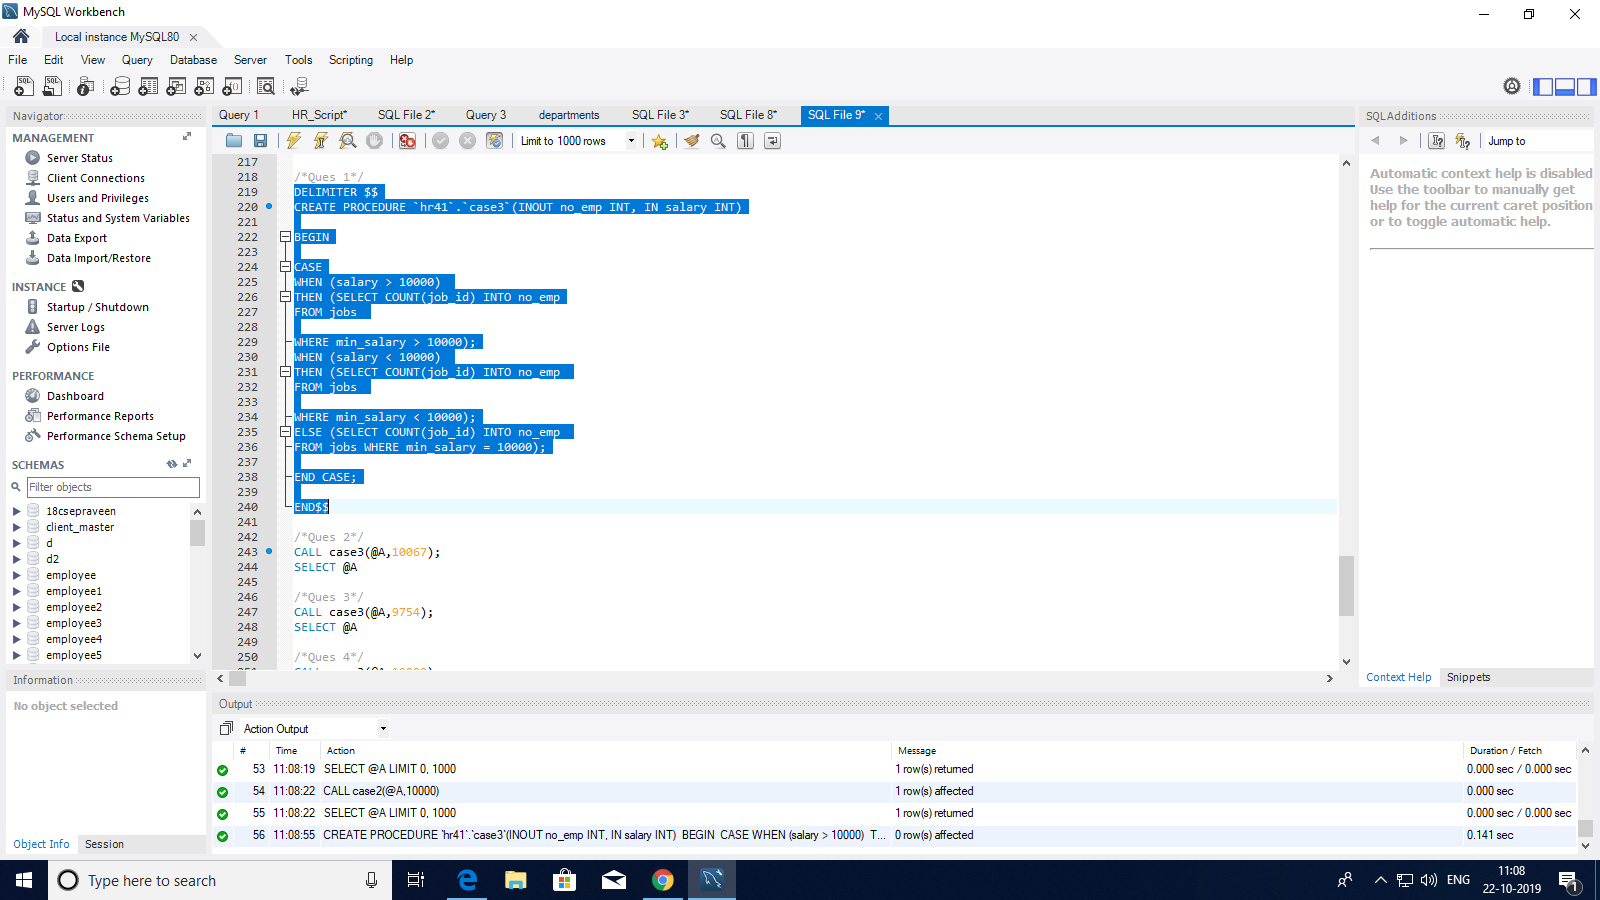 MySQL Workbench
Local instance MySQL80
File Edit View Query Database Server Tools Scripting Help
Navigator
MANAGEMENT
Server Status
Client Connections
Users and Privileges
Status and System Variables
Data Export
Data Import/Restore
INSTANCE
Startup / Shutdown
Server Logs
Options File
PERFORMANCE
Dashboard
Performance Reports
Performance Schema Setup
SCHEMAS
Filter objects
18csepraveen
client_master
d
d2
employee
employee1
employee2
employee3
employee4
employee5
Information
No object selected
Object Info Session
Query 1 HR_Script* SQL File 2* Query 3 departments SQL File 3* SQL File 8* SQL File 9*
Limit to 1000 rows
217
218 /*Ques 1*/
219 DELIMITER $$
220 CREATE PROCEDURE `hr41`.`case3`(INOUT no_emp INT, IN salary INT)
221
222 BEGIN
223
224 CASE
225 WHEN (salary > 10000)
226 THEN (SELECT COUNT(job_id) INTO no_emp
227 FROM jobs
228
229 WHERE min_salary > 10000);
230 WHEN (salary < 10000)
231 THEN (SELECT COUNT(job_id) INTO no_emp
232 FROM jobs
233
234 WHERE min_salary < 10000);
235 ELSE (SELECT COUNT(job_id) INTO no_emp
236 FROM jobs WHERE min_salary = 10000);
237
238 END CASE;
239
240 END$$
241
242 /*Ques 2*/
243 CALL case3(@A,10067);
244 SELECT @A
245
246 /*Ques 3*/
247 CALL case3(@A,9754);
248 SELECT @A
249
250 /*Ques 4*/
SQLAdditions
Jump to
Automatic context help is disabled
Use the toolbar to manually get
help for the current caret position
or to toggle automatic help.
Context Help Snippets
Output
Action Output
# Time Action Message Duration / Fetch
53 11:08:19 SELECT @A LIMIT 0, 1000 1 row(s) returned 0.000 sec / 0.000 sec
54 11:08:22 CALL case2(@A,10000) 1 row(s) affected 0.000 sec
55 11:08:22 SELECT @A LIMIT 0, 1000 1 row(s) returned 0.000 sec / 0.000 sec
56 11:08:55 CREATE PROCEDURE `hr41`.`case3`(INOUT no_emp INT, IN salary INT) BEGIN CASE WHEN (salary > 10000) T... 0 row(s) affected 0.141 sec
Type here to search
ENG
11:08
22-10-2019
1